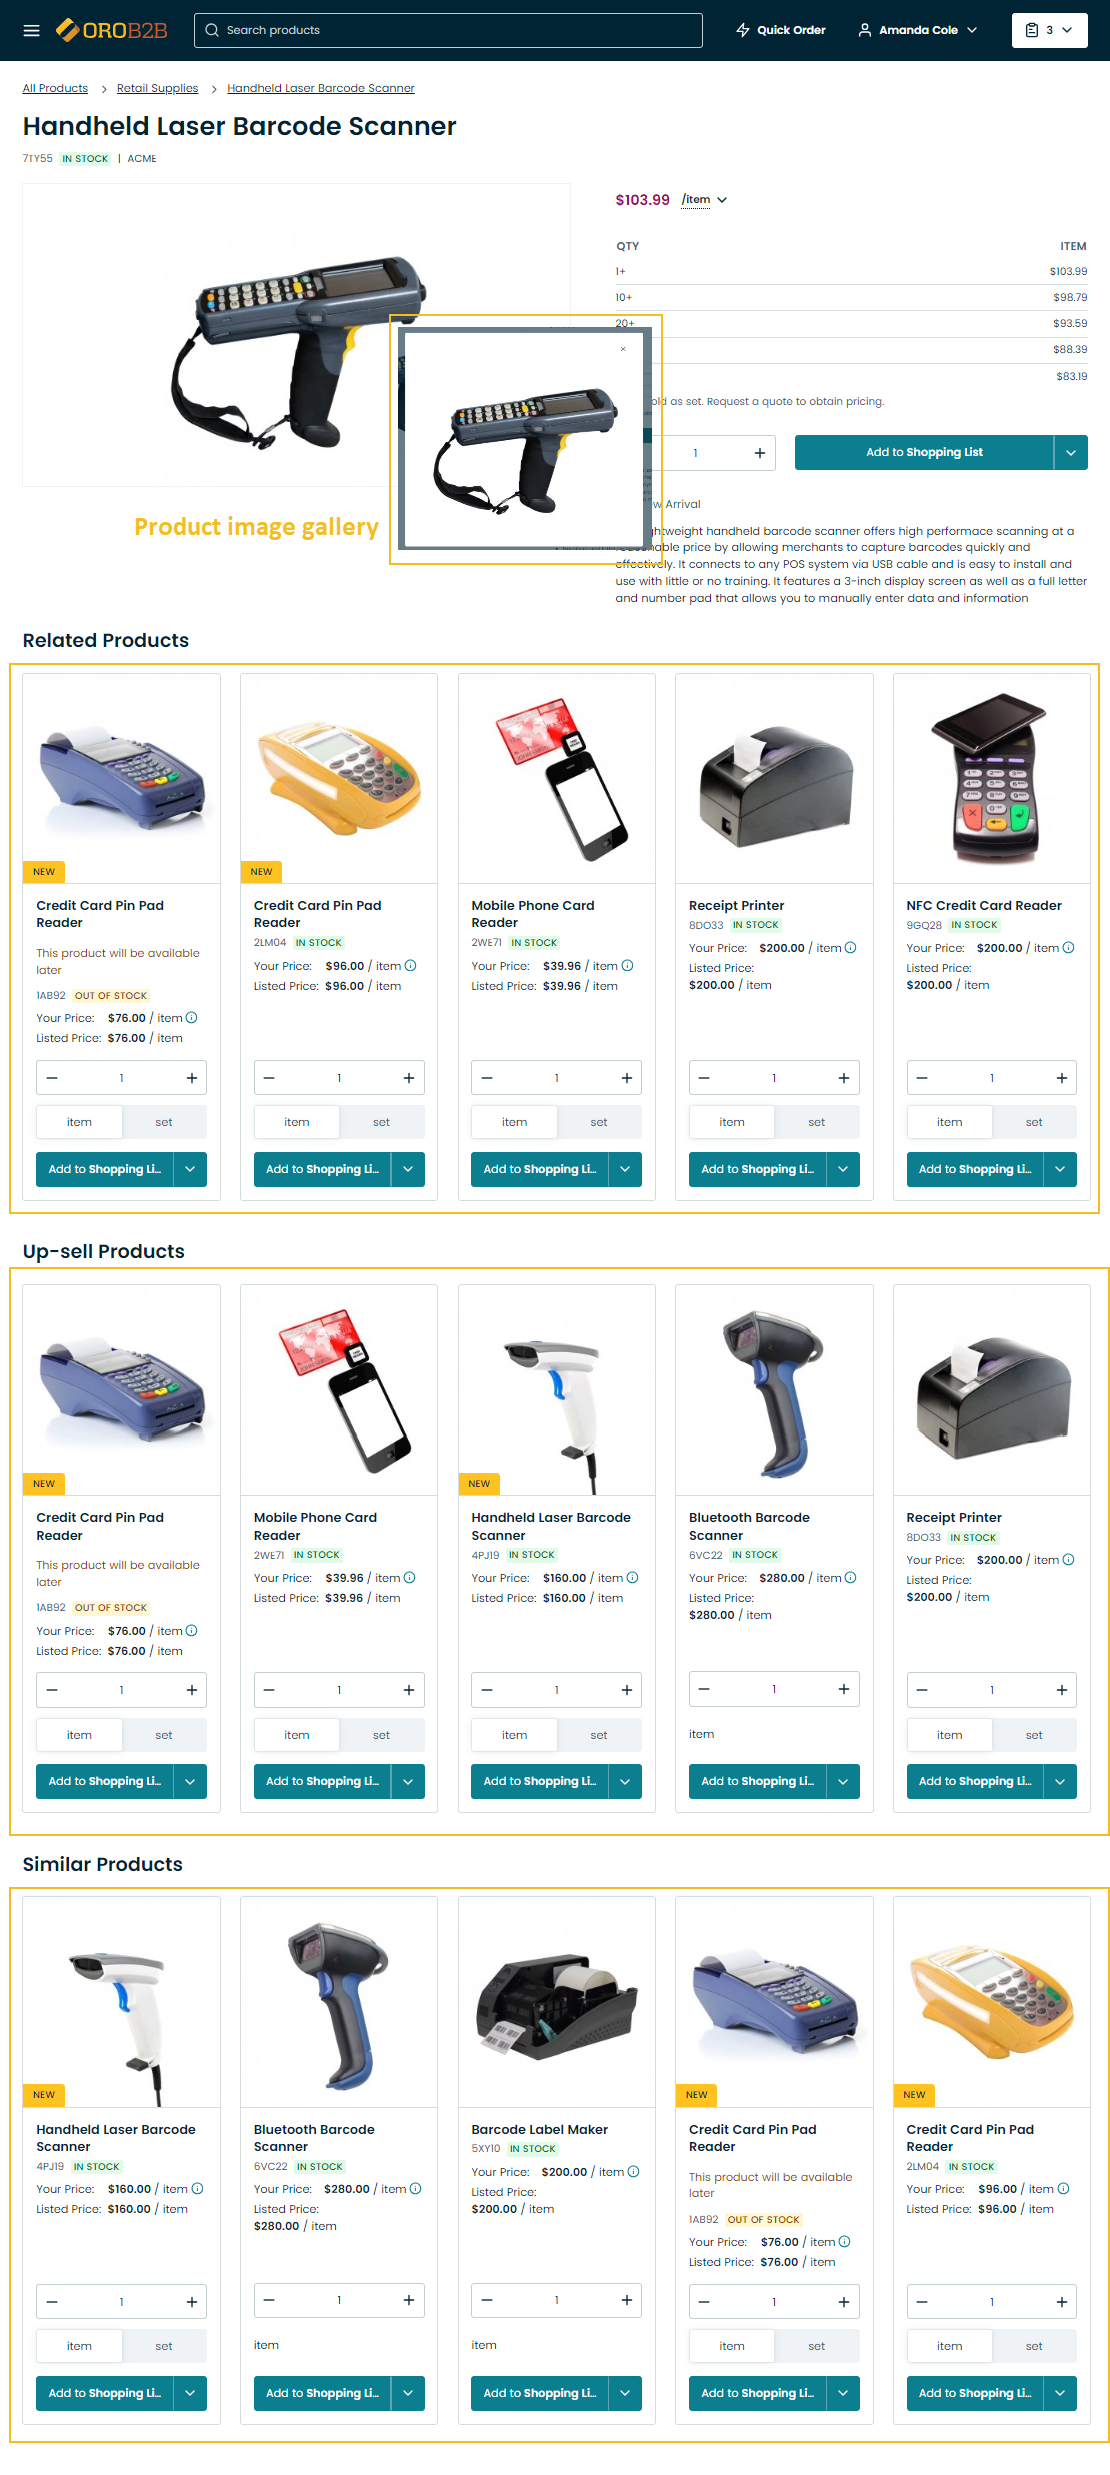 OROB2B
Search products
Quick Order
Amanda Cole
3
All Products > Retail Supplies > Handheld Laser Barcode Scanner
Handheld Laser Barcode Scanner
7TY55 IN STOCK | ACME
$103.99 /item
QTY ITEM
1+ $103.99
10+ $98.79
20+ $93.59
$88.39
$83.19
old as set. Request a quote to obtain pricing.
1 +
Add to Shopping List
w Arrival
Product image gallery
htweight handheld barcode scanner offers high performace scanning at a
reasonable price by allowing merchants to capture barcodes quickly and
effectively. It connects to any POS system via USB cable and is easy to install and
use with little or no training. It features a 3-inch display screen as well as a full letter
and number pad that allows you to manually enter data and information
Related Products
NEW
Credit Card Pin Pad
Reader
This product will be available
later
1AB92 OUT OF STOCK
Your Price: $76.00 / item
Listed Price: $76.00 / item
− 1 +
item set
Add to Shopping Li...
NEW
Credit Card Pin Pad
Reader
2LM04 IN STOCK
Your Price: $96.00 / item
Listed Price: $96.00 / item
− 1 +
item set
Add to Shopping Li...
Mobile Phone Card
Reader
2WE71 IN STOCK
Your Price: $39.96 / item
Listed Price: $39.96 / item
− 1 +
item set
Add to Shopping Li...
Receipt Printer
8DO33 IN STOCK
Your Price: $200.00 / item
Listed Price:
$200.00 / item
− 1 +
item set
Add to Shopping Li...
NFC Credit Card Reader
9GQ28 IN STOCK
Your Price: $200.00 / item
Listed Price:
$200.00 / item
− 1 +
item set
Add to Shopping Li...
Up-sell Products
NEW
Credit Card Pin Pad
Reader
This product will be available
later
1AB92 OUT OF STOCK
Your Price: $76.00 / item
Listed Price: $76.00 / item
− 1 +
item set
Add to Shopping Li...
Mobile Phone Card
Reader
2WE71 IN STOCK
Your Price: $39.96 / item
Listed Price: $39.96 / item
− 1 +
item set
Add to Shopping Li...
NEW
Handheld Laser Barcode
Scanner
4PJ19 IN STOCK
Your Price: $160.00 / item
Listed Price: $160.00 / item
− 1 +
item set
Add to Shopping Li...
Bluetooth Barcode
Scanner
6VC22 IN STOCK
Your Price: $280.00 / item
Listed Price:
$280.00 / item
− 1 +
item
Add to Shopping Li...
Receipt Printer
8DO33 IN STOCK
Your Price: $200.00 / item
Listed Price:
$200.00 / item
− 1 +
item set
Add to Shopping Li...
Similar Products
NEW
Handheld Laser Barcode
Scanner
4PJ19 IN STOCK
Your Price: $160.00 / item
Listed Price: $160.00 / item
− 1 +
item set
Add to Shopping Li...
Bluetooth Barcode
Scanner
6VC22 IN STOCK
Your Price: $280.00 / item
Listed Price:
$280.00 / item
− 1 +
item
Add to Shopping Li...
Barcode Label Maker
5XY10 IN STOCK
Your Price: $200.00 / item
Listed Price:
$200.00 / item
− 1 +
item
Add to Shopping Li...
NEW
Credit Card Pin Pad
Reader
This product will be available
later
1AB92 OUT OF STOCK
Your Price: $76.00 / item
Listed Price: $76.00 / item
− 1 +
item set
Add to Shopping Li...
NEW
Credit Card Pin Pad
Reader
2LM04 IN STOCK
Your Price: $96.00 / item
Listed Price: $96.00 / item
− 1 +
item set
Add to Shopping Li...